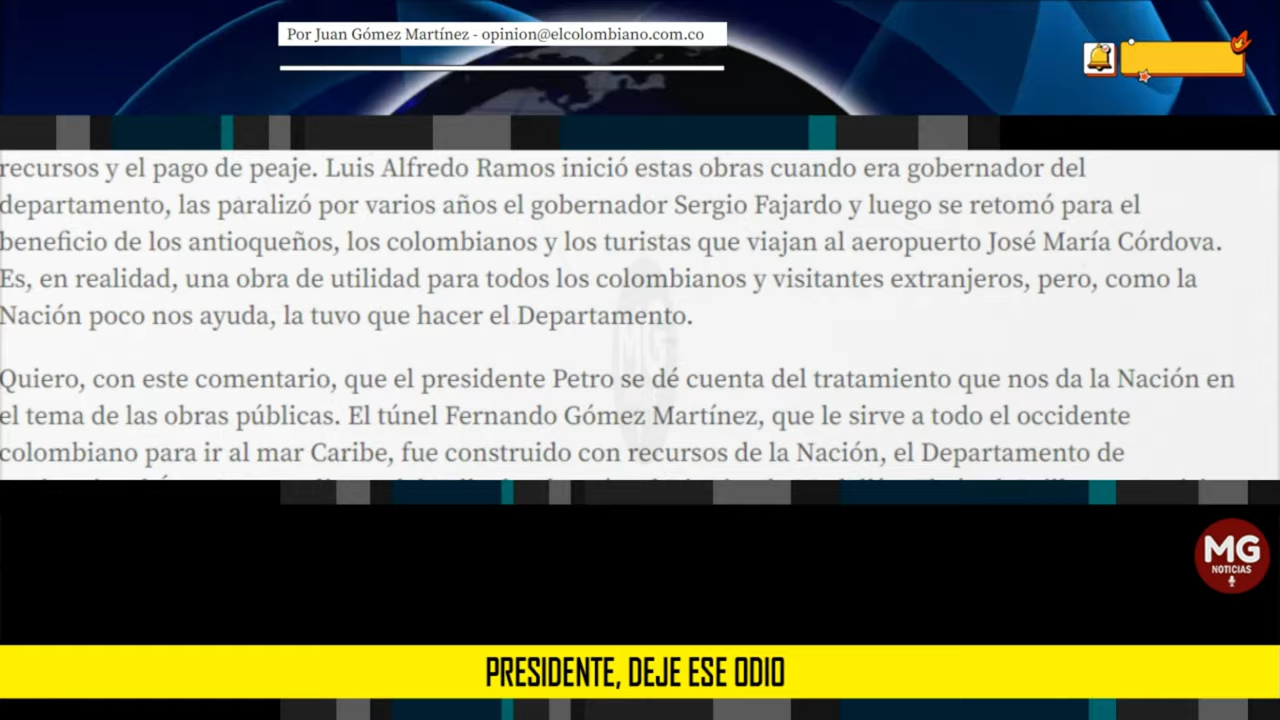 Por Juan Gómez Martínez - opinion@elcolombiano.com.co
recursos y el pago de peaje. Luis Alfredo Ramos inició estas obras cuando era gobernador del
departamento, las paralizó por varios años el gobernador Sergio Fajardo y luego se retomó para el
beneficio de los antioqueños, los colombianos y los turistas que viajan al aeropuerto José María Córdova.
Es, en realidad, una obra de utilidad para todos los colombianos y visitantes extranjeros, pero, como la
Nación poco nos ayuda, la tuvo que hacer el Departamento.
Quiero, con este comentario, que el presidente Petro se dé cuenta del tratamiento que nos da la Nación en
el tema de las obras públicas. El túnel Fernando Gómez Martínez, que le sirve a todo el occidente
colombiano para ir al mar Caribe, fue construido con recursos de la Nación, el Departamento de
MG
MG
NOTICIAS
PRESIDENTE, DEJE ESE ODIO